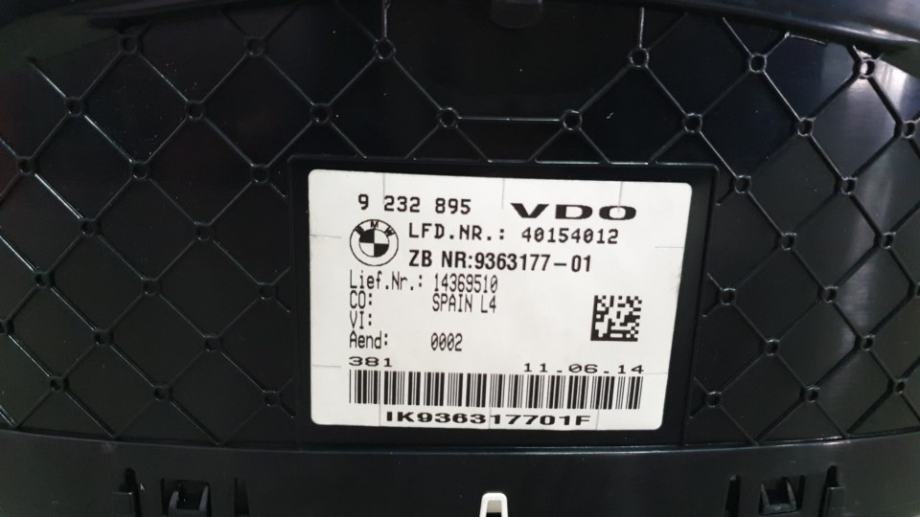 9 232 895 VDO
BMW LFD.NR.: 40154012
ZB NR:9363177-01
Lief.Nr.: 14369510
CO: SPAIN L4
VI:
Aend: 0002
381 11.06.14
IK936317701F